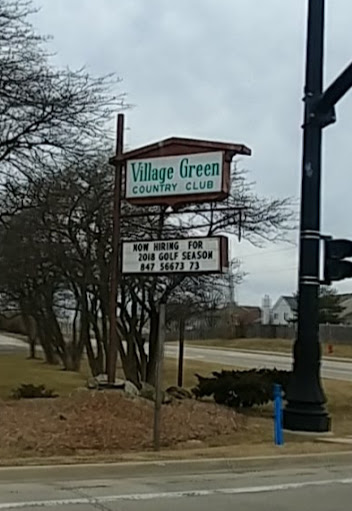 Village Green
COUNTRY CLUB
NOW HIRING FOR
2018 GOLF SEASON
847 56673 73